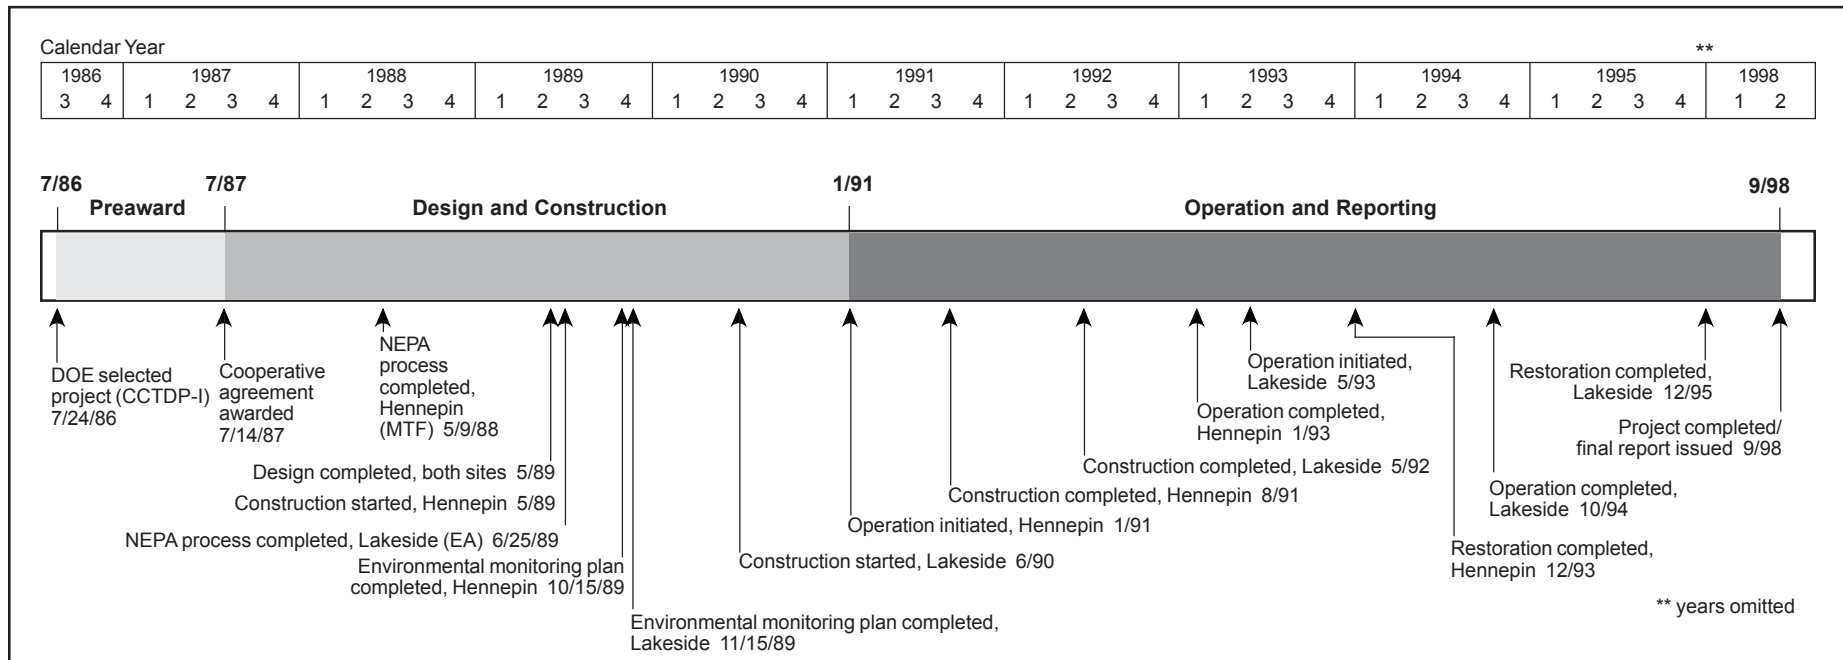 Calendar Year
**
1986 1987 1988 1989 1990 1991 1992 1993 1994 1995 1998
3 4 1 2 3 4 1 2 3 4 1 2 3 4 1 2 3 4 1 2 3 4 1 2 3 4 1 2 3 4 1 2 3 4 1 2 3 4 1 2
7/86 7/87 1/91 9/98
Preaward Design and Construction Operation and Reporting
DOE selected
project (CCTDP-I)
7/24/86
Cooperative
agreement
awarded
7/14/87
NEPA
process
completed,
Hennepin
(MTF) 5/9/88
Design completed, both sites 5/89
Construction started, Hennepin 5/89
NEPA process completed, Lakeside (EA) 6/25/89
Environmental monitoring plan
completed, Hennepin 10/15/89
Environmental monitoring plan completed,
Lakeside 11/15/89
Construction started, Lakeside 6/90
Operation initiated, Hennepin 1/91
Construction completed, Hennepin 8/91
Construction completed, Lakeside 5/92
Operation completed,
Hennepin 1/93
Operation initiated,
Lakeside 5/93
Restoration completed,
Hennepin 12/93
Operation completed,
Lakeside 10/94
Restoration completed,
Lakeside 12/95
Project completed/
final report issued 9/98
** years omitted